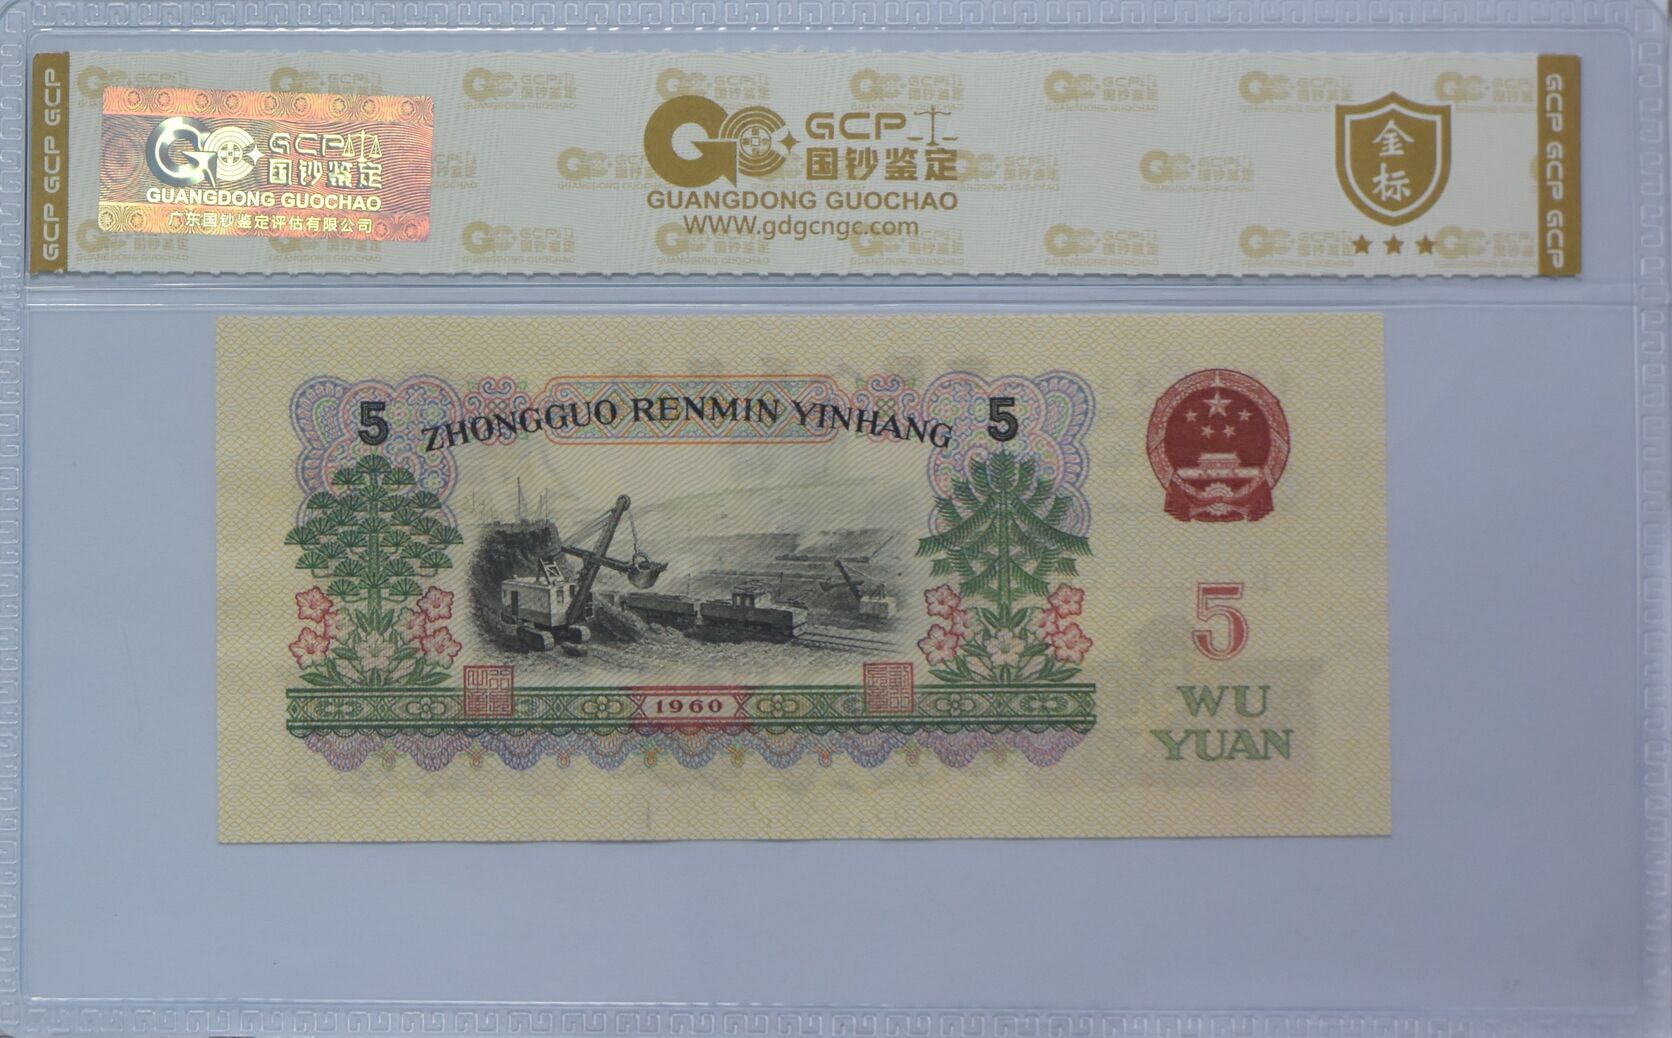 GCP GCP GCP
GCP
国钞鉴定
GUANGDONG GUOCHAO
广东国钞鉴定评估有限公司
GCP
国钞鉴定
GUANGDONG GUOCHAO
WWW.gdgcngc.com
金标
GCP GCP GCP
5 ZHONGGUO RENMIN YINHANG 5
1960
5
WU
YUAN